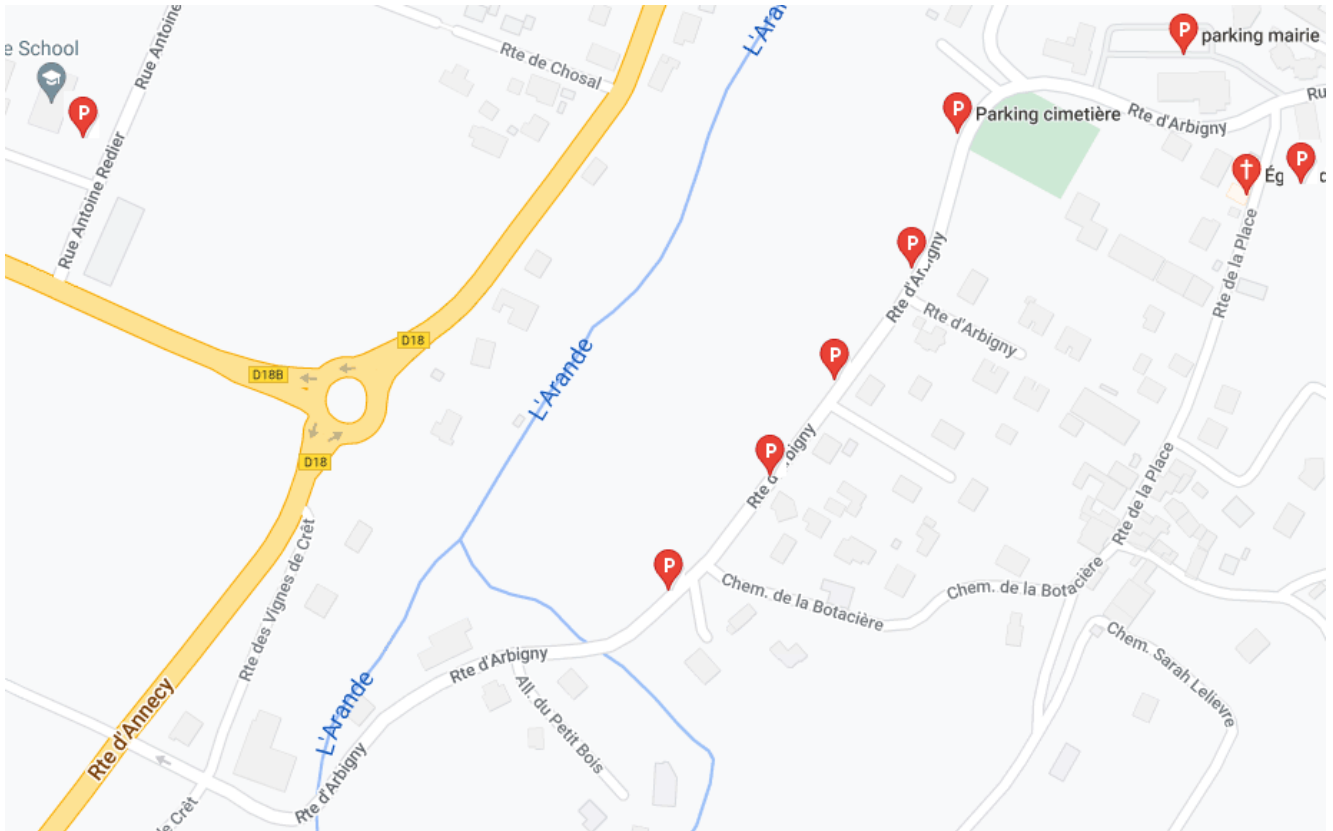 L'Arande
P
parking mairie
e School
Rue Antoine
Rte de Chosal
P
P
Parking cimetière
Rte d'Arbigny
Ru
Rue Antoine Redier
Ég
P
P
Rte d'Arbigny
Rte de la Place
Rte d'Arbigny
D18
P
L'Arande
D18B
P
Rte d'Arbigny
D18
Rte de la Place
Rte des Vignes de Crêt
P
Chem. de la Botacière
Chem. de la Botacière
Rte d'Arbigny
Chem. Sarah Lelièvre
L'Arande
All. du Petit Bois
Rte d'Annecy
Rte d'Arbigny
de Crêt